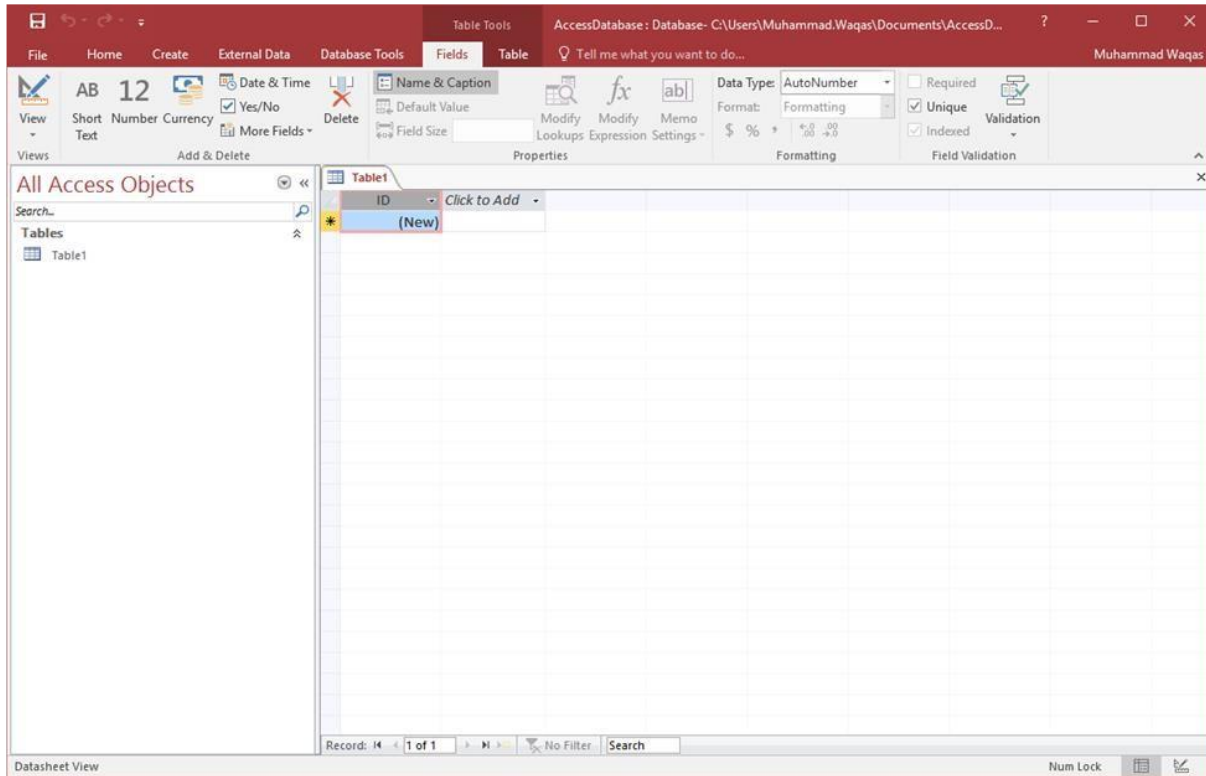 Table Tools
AccessDatabase : Database- C:\Users\Muhammad.Waqas\Documents\AccessD...
?
File Home Create External Data Database Tools Fields Table Tell me what you want to do... Muhammad Waqas
View
Views
AB
Short Text
12
Number
Currency
Date & Time
Yes/No
More Fields
Add & Delete
Delete
Name & Caption
Default Value
Field Size
Modify Lookups
fx
Modify Expression
ab
Memo Settings
Properties
Data Type: AutoNumber
Format: Formatting
$ % , .00 .00
Formatting
Required
Unique
Indexed
Validation
Field Validation
All Access Objects
Search...
Tables
Table1
Table1
ID Click to Add
(New)
Record: 1 of 1 No Filter Search
Datasheet View Num Lock